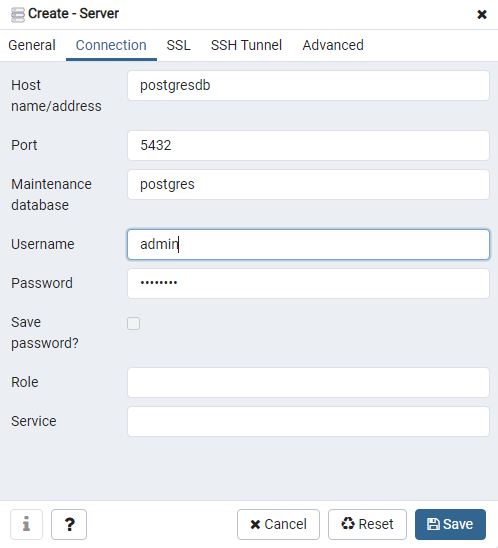 Create - Server
General Connection SSL SSH Tunnel Advanced
Host
name/address
postgresdb
Port 5432
Maintenance
database
postgres
Username admin
Password ••••••••
Save
password?
Role
Service
i ? Cancel Reset Save